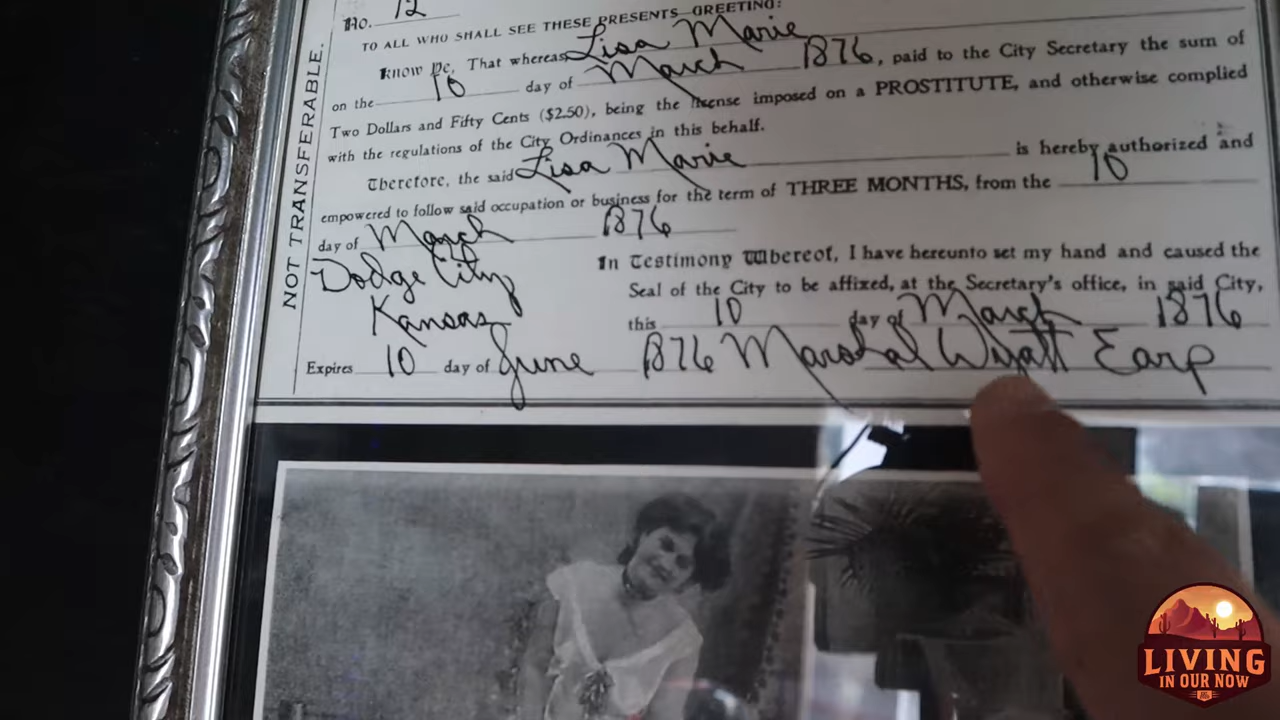 No. 12
TO ALL WHO SHALL SEE THESE PRESENTS—GREETING:
Know Ye, That whereas Lisa Marie
on the 10 day of March 1876, paid to the City Secretary the sum of
Two Dollars and Fifty Cents ($2.50), being the license imposed on a PROSTITUTE, and otherwise complied
with the regulations of the City Ordinances in this behalf.
Therefore, the said Lisa Marie is hereby authorized and
empowered to follow said occupation or business for the term of THREE MONTHS, from the 10
day of March 1876
Dodge City
Kansas
In Testimony Whereof, I have hereunto set my hand and caused the
Seal of the City to be affixed, at the Secretary's office, in said City,
this 10 day of March 1876
Expires 10 day of June 1876 Marshal Wyatt Earp
NOT TRANSFERABLE.
LIVING
IN OUR NOW